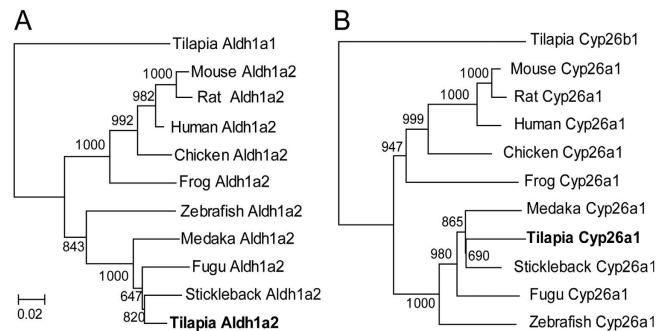 A
Tilapia Aldh1a1
1000
Mouse Aldh1a2
982
Rat Aldh1a2
992
Human Aldh1a2
1000
Chicken Aldh1a2
Frog Aldh1a2
Zebrafish Aldh1a2
843
Medaka Aldh1a2
1000
Fugu Aldh1a2
647
Stickleback Aldh1a2
820
Tilapia Aldh1a2
0.02
B
Tilapia Cyp26b1
Mouse Cyp26a1
1000
Rat Cyp26a1
1000
999
Human Cyp26a1
947
Chicken Cyp26a1
Frog Cyp26a1
Medaka Cyp26a1
865
Tilapia Cyp26a1
980
690
Stickleback Cyp26a1
Fugu Cyp26a1
1000
Zebrafish Cyp26a1